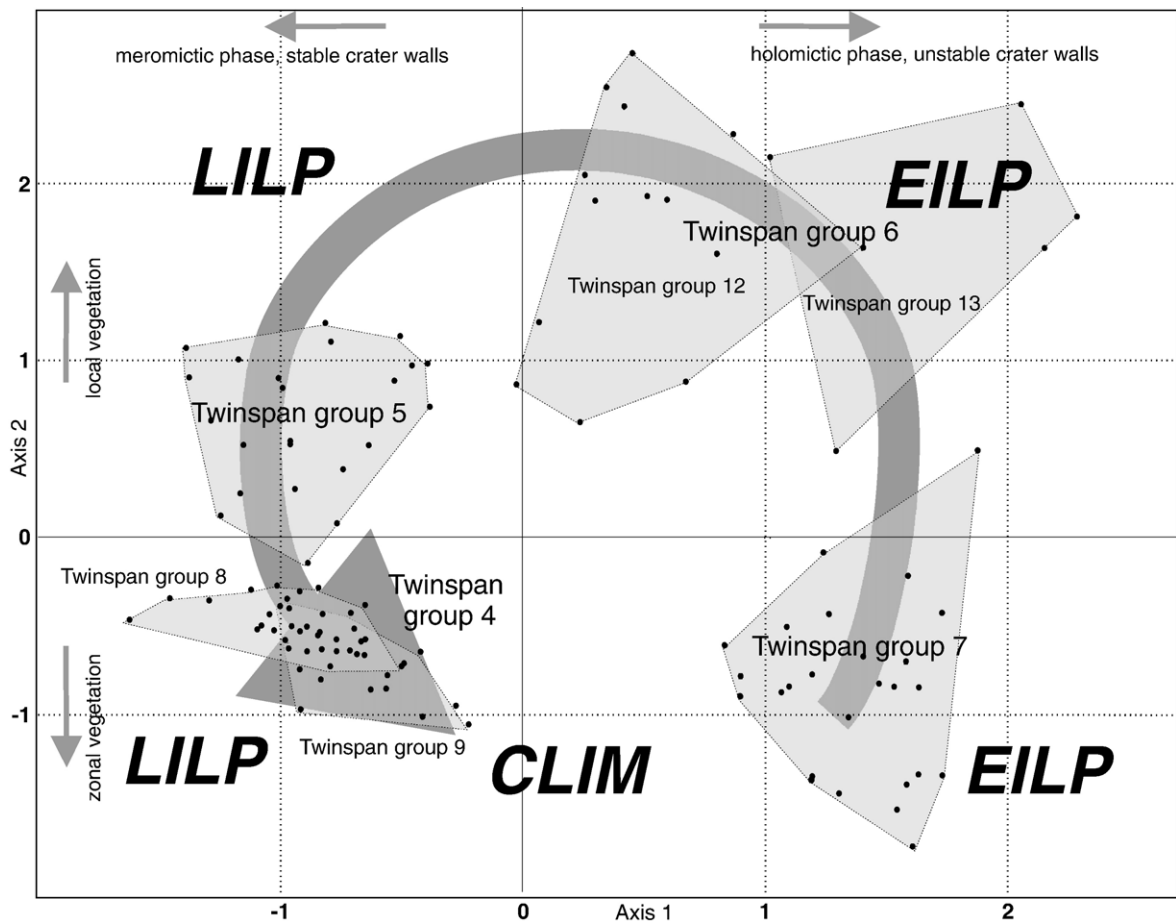 meromictic phase, stable crater walls
holomictic phase, unstable crater walls
LILP
EILP
2
Twinspan group 6
Twinspan group 12
Twinspan group 13
local vegetation
1
Twinspan group 5
Axis 2
0
Twinspan group 8
Twinspan
group 4
Twinspan group 7
zonal vegetation
-1
Twinspan group 9
LILP
CLIM
EILP
-1
0
Axis 1
1
2